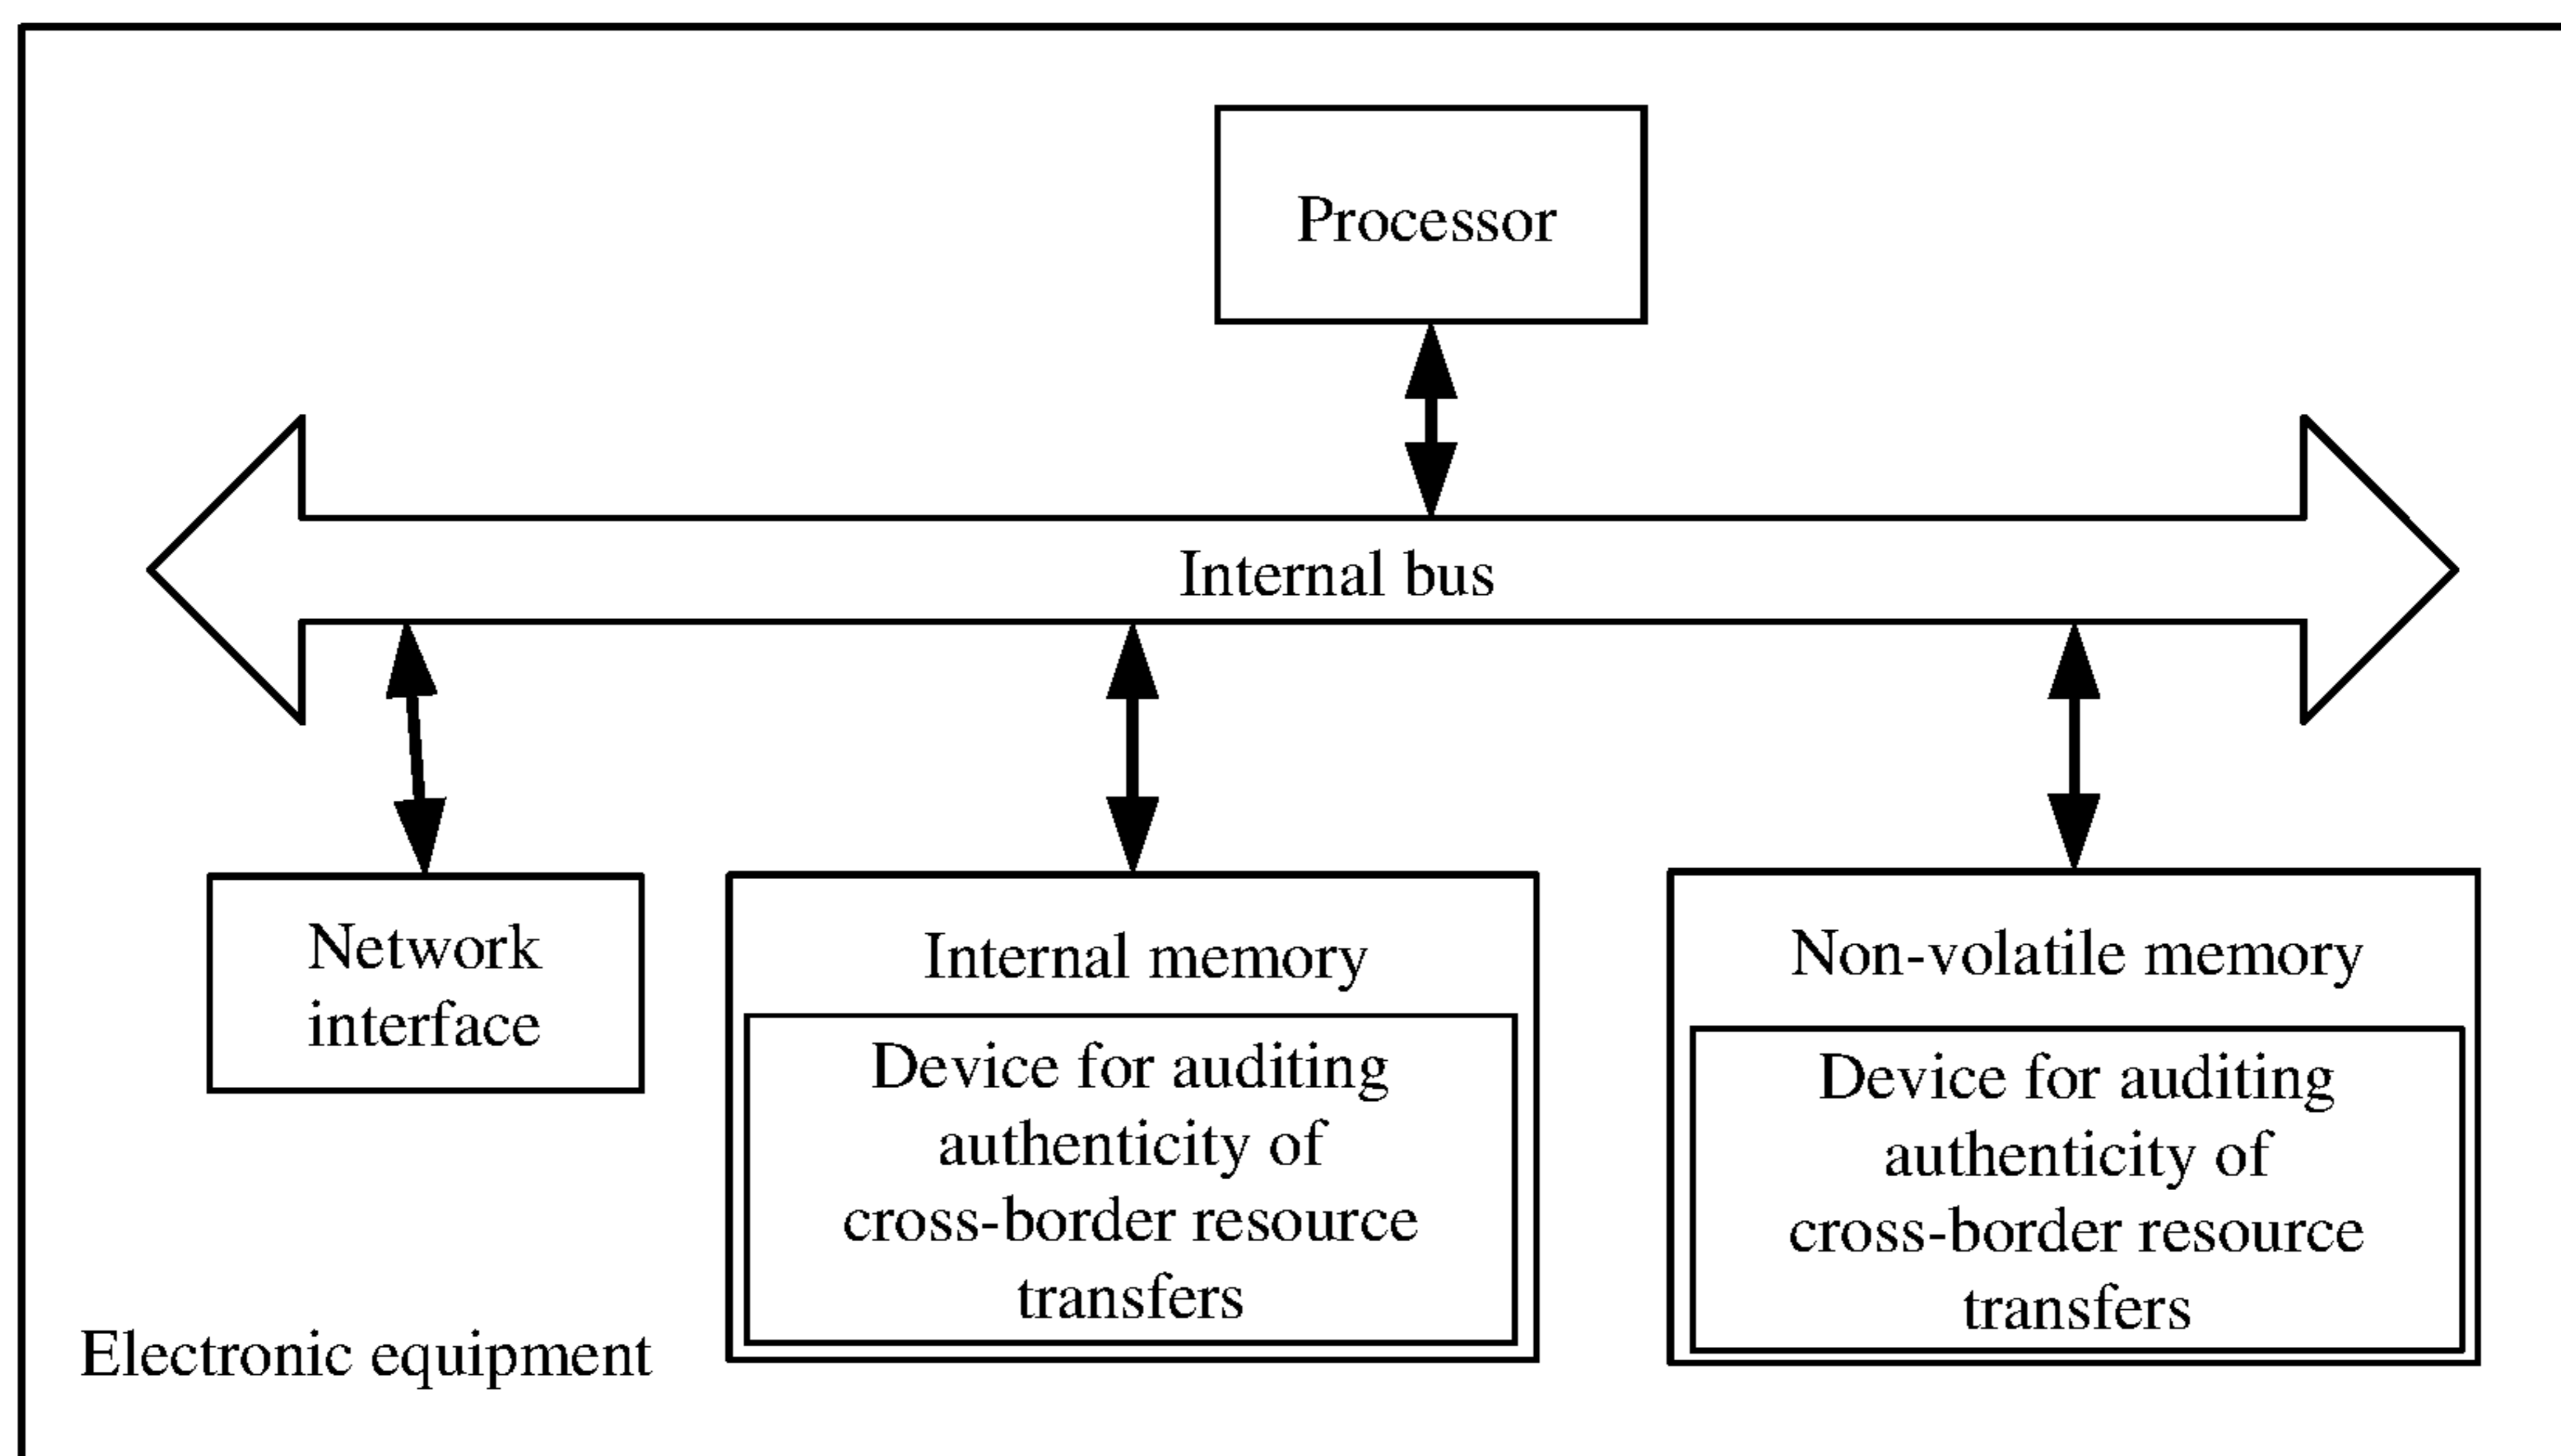 Processor
Internal bus
Network
interface
Internal memory
Device for auditing
authenticity of
cross-border resource
transfers
Non-volatile memory
Device for auditing
authenticity of
cross-border resource
transfers
Electronic equipment